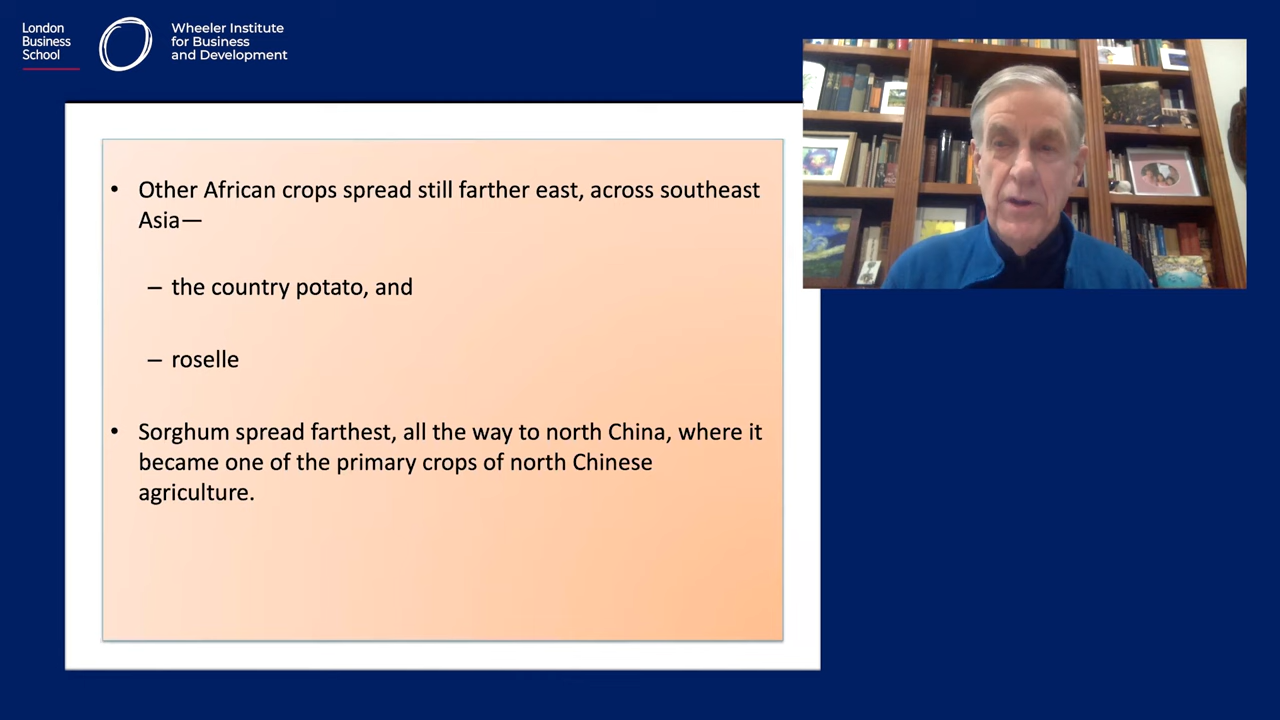 London
Business
School
Wheeler Institute
for Business
and Development
• Other African crops spread still farther east, across southeast
Asia—
– the country potato, and
– roselle
• Sorghum spread farthest, all the way to north China, where it
became one of the primary crops of north Chinese
agriculture.